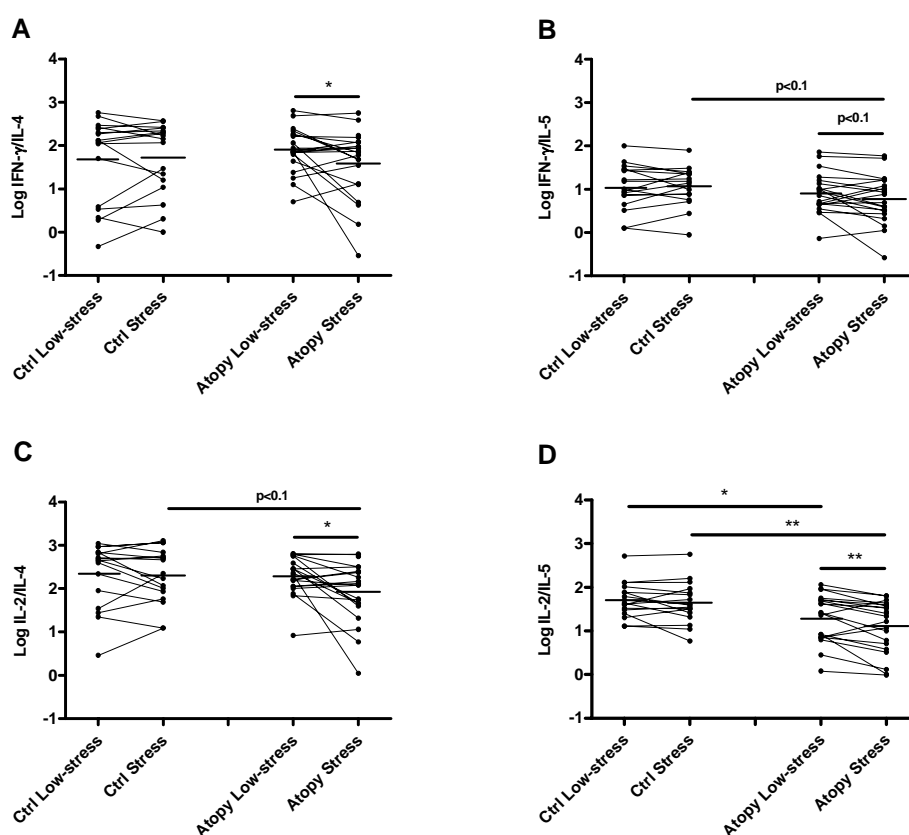 A
Log IFN-γ/IL-4
4
3
2
1
0
-1
*
Ctrl Low-stress
Ctrl Stress
Atopy Low-stress
Atopy Stress
B
Log IFN-γ/IL-5
4
3
2
1
0
-1
p<0.1
p<0.1
Ctrl Low-stress
Ctrl Stress
Atopy Low-stress
Atopy Stress
C
Log IL-2/IL-4
4
3
2
1
0
-1
p<0.1
*
Ctrl Low-stress
Ctrl Stress
Atopy Low-stress
Atopy Stress
D
Log IL-2/IL-5
4
3
2
1
0
-1
*
**
**
Ctrl Low-stress
Ctrl Stress
Atopy Low-stress
Atopy Stress